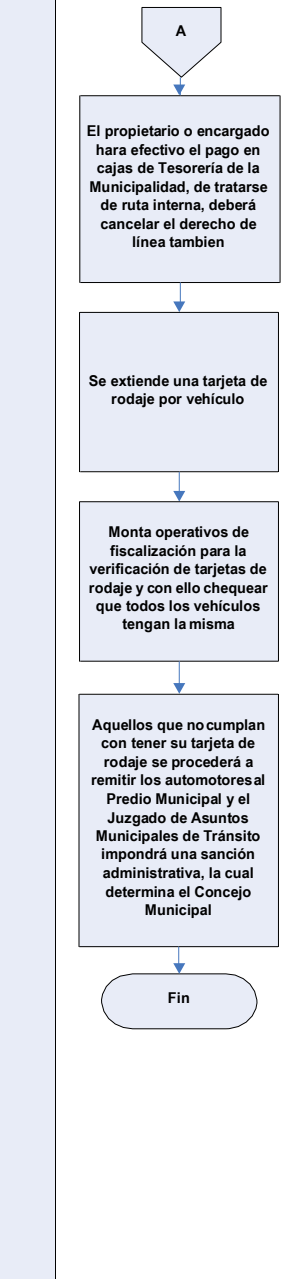 A
El propietario o encargado
hara efectivo el pago en
cajas de Tesorería de la
Municipalidad, de tratarse
de ruta interna, deberá
cancelar el derecho de
línea tambien
Se extiende una tarjeta de
rodaje por vehículo
Monta operativos de
fiscalización para la
verificación de tarjetas de
rodaje y con ello chequear
que todos los vehículos
tengan la misma
Aquellos que no cumplan
con tener su tarjeta de
rodaje se procederá a
remitir los automotores al
Predio Municipal y el
Juzgado de Asuntos
Municipales de Tránsito
impondrá una sanción
administrativa, la cual
determina el Concejo
Municipal
Fin